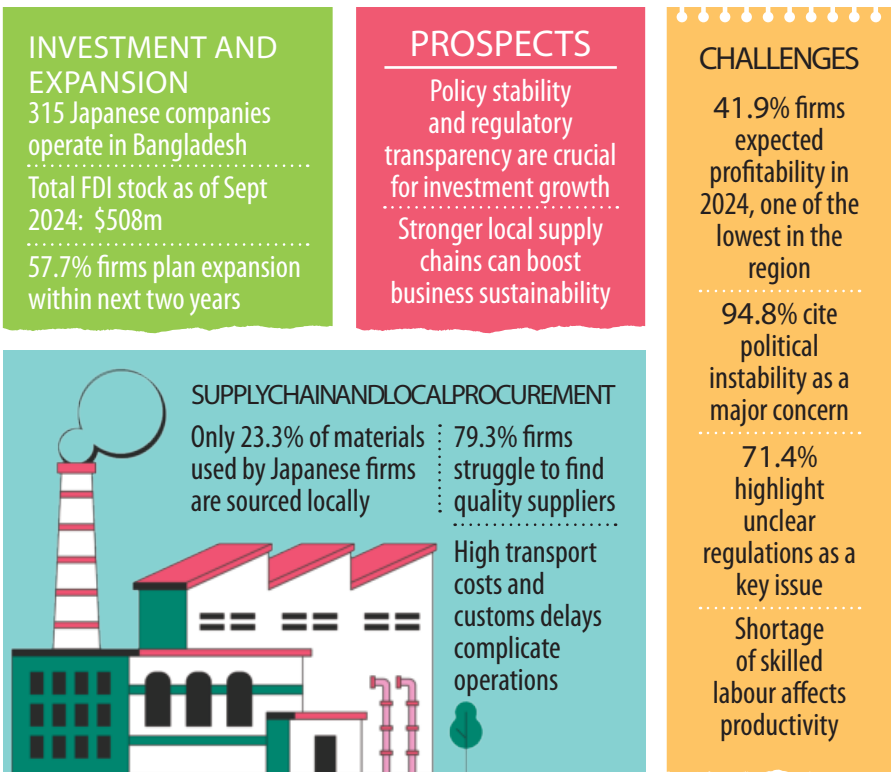 INVESTMENT AND
EXPANSION
315 Japanese companies
operate in Bangladesh
Total FDI stock as of Sept
2024: $508m
57.7% firms plan expansion
within next two years
PROSPECTS
Policy stability
and regulatory
transparency are crucial
for investment growth
Stronger local supply
chains can boost
business sustainability
CHALLENGES
41.9% firms
expected
profitability in
2024, one of the
lowest in the
region
94.8% cite
political
instability as a
major concern
71.4%
highlight
unclear
regulations as a
key issue
Shortage
of skilled
labour affects
productivity
SUPPLYCHAINANDLOCALPROCUREMENT
Only 23.3% of materials
used by Japanese firms
are sourced locally
79.3% firms
struggle to find
quality suppliers
High transport
costs and
customs delays
complicate
operations